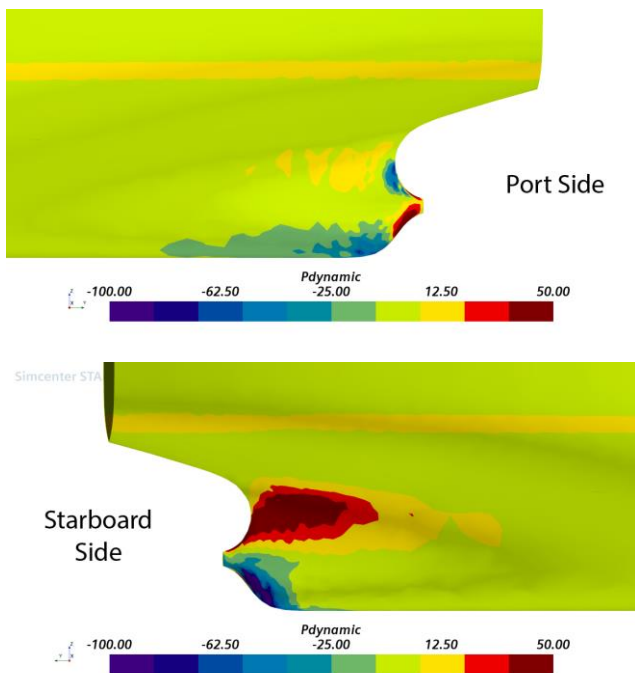 Port Side
Pdynamic
-100.00 -62.50 -25.00 12.50 50.00
Simcenter STA
Starboard
Side
Pdynamic
-100.00 -62.50 -25.00 12.50 50.00